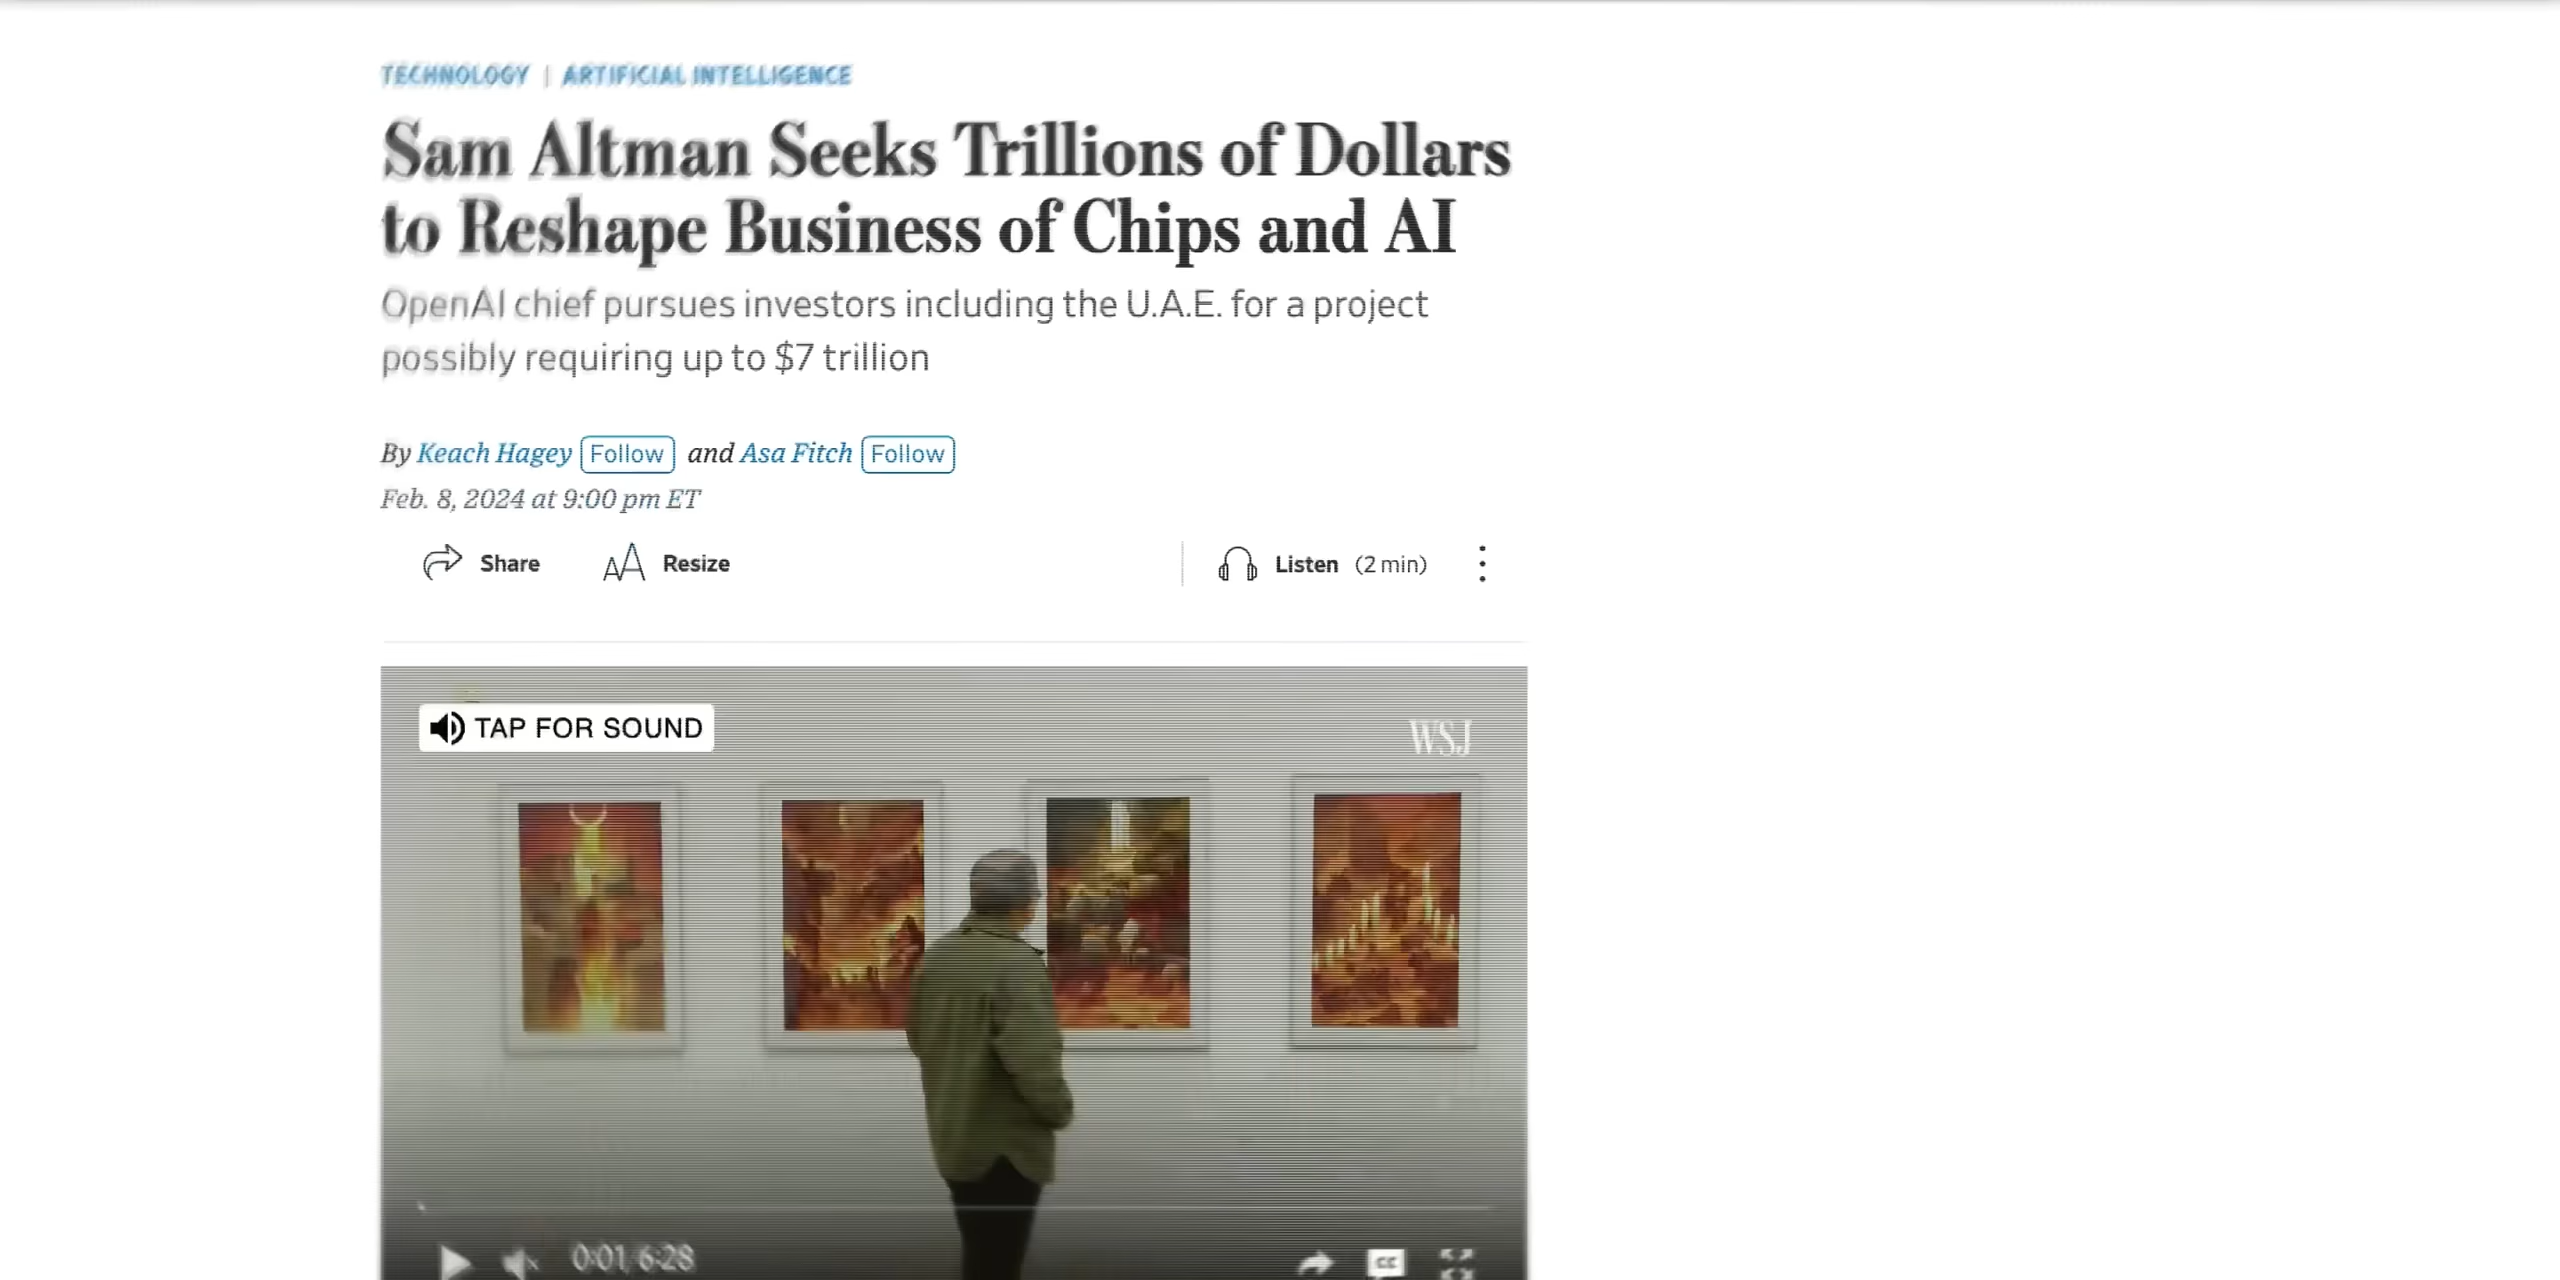 TECHNOLOGY | ARTIFICIAL INTELLIGENCE
Sam Altman Seeks Trillions of Dollars
to Reshape Business of Chips and AI
OpenAI chief pursues investors including the U.A.E. for a project
possibly requiring up to $7 trillion
By Keach Hagey Follow and Asa Fitch Follow
Feb. 8, 2024 at 9:00 pm ET
Share Resize Listen (2 min)
TAP FOR SOUND
WSJ
0:01/6:28
CC